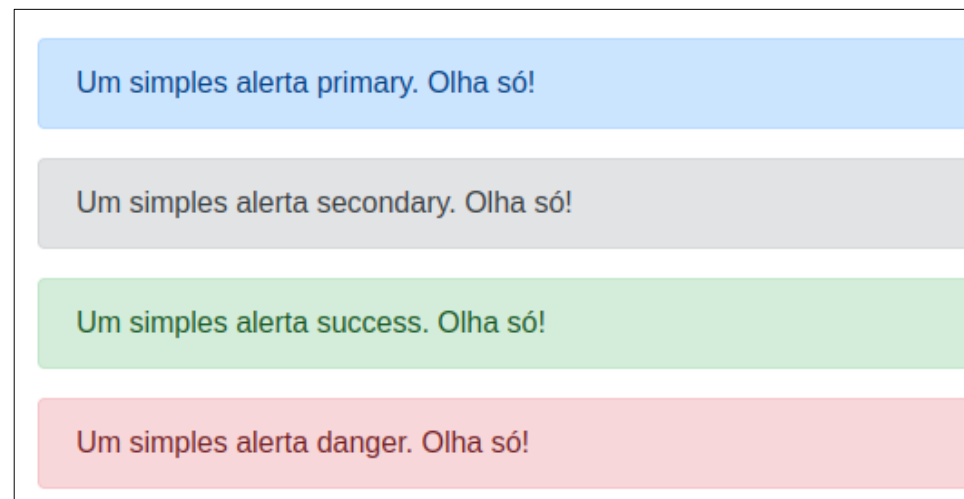 Um simples alerta primary. Olha só!
Um simples alerta secondary. Olha só!
Um simples alerta success. Olha só!
Um simples alerta danger. Olha só!